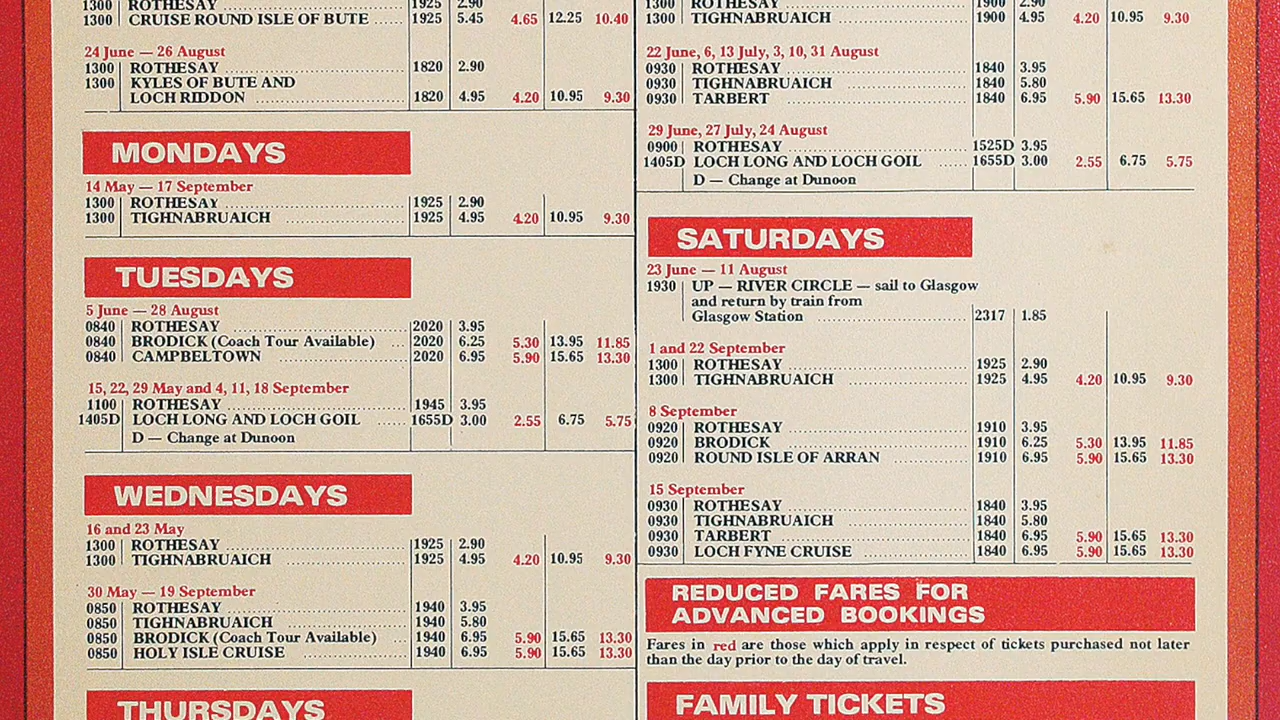 1300 ROTHESAY 1925 2.90
1300 CRUISE ROUND ISLE OF BUTE 1925 5.45 4.65 12.25 10.40
24 June — 26 August
1300 ROTHESAY 1820 2.90
1300 KYLES OF BUTE AND
LOCH RIDDON 1820 4.95 4.20 10.95 9.30
MONDAYS
14 May — 17 September
1300 ROTHESAY 1925 2.90
1300 TIGHNABRUAICH 1925 4.95 4.20 10.95 9.30
TUESDAYS
5 June — 28 August
0840 ROTHESAY 2020 3.95
0840 BRODICK (Coach Tour Available) 2020 6.25 5.30 13.95 11.85
0840 CAMPBELTOWN 2020 6.95 5.90 15.65 13.30
15, 22, 29 May and 4, 11, 18 September
1100 ROTHESAY 1945 3.95
1405D LOCH LONG AND LOCH GOIL 1655D 3.00 2.55 6.75 5.75
D — Change at Dunoon
WEDNESDAYS
16 and 23 May
1300 ROTHESAY 1925 2.90
1300 TIGHNABRUAICH 1925 4.95 4.20 10.95 9.30
30 May — 19 September
0850 ROTHESAY 1940 3.95
0850 TIGHNABRUAICH 1940 5.80
0850 BRODICK (Coach Tour Available) 1940 6.95 5.90 15.65 13.30
0850 HOLY ISLE CRUISE 1940 6.95 5.90 15.65 13.30
THURSDAYS
1300 ROTHESAY 1900 2.90
1300 TIGHNABRUAICH 1900 4.95 4.20 10.95 9.30
22 June, 6, 13 July, 3, 10, 31 August
0930 ROTHESAY 1840 3.95
0930 TIGHNABRUAICH 1840 5.80
0930 TARBERT 1840 6.95 5.90 15.65 13.30
29 June, 27 July, 24 August
0900 ROTHESAY 1525D 3.95
1405D LOCH LONG AND LOCH GOIL 1655D 3.00 2.55 6.75 5.75
D — Change at Dunoon
SATURDAYS
23 June — 11 August
1930 UP — RIVER CIRCLE — sail to Glasgow
and return by train from
Glasgow Station 2317 1.85
1 and 22 September
1300 ROTHESAY 1925 2.90
1300 TIGHNABRUAICH 1925 4.95 4.20 10.95 9.30
8 September
0920 ROTHESAY 1910 3.95
0920 BRODICK 1910 6.25 5.30 13.95 11.85
0920 ROUND ISLE OF ARRAN 1910 6.95 5.90 15.65 13.30
15 September
0930 ROTHESAY 1840 3.95
0930 TIGHNABRUAICH 1840 5.80
0930 TARBERT 1840 6.95 5.90 15.65 13.30
0930 LOCH FYNE CRUISE 1840 6.95 5.90 15.65 13.30
REDUCED FARES FOR
ADVANCED BOOKINGS
Fares in red are those which apply in respect of tickets purchased not later
than the day prior to the day of travel.
FAMILY TICKETS